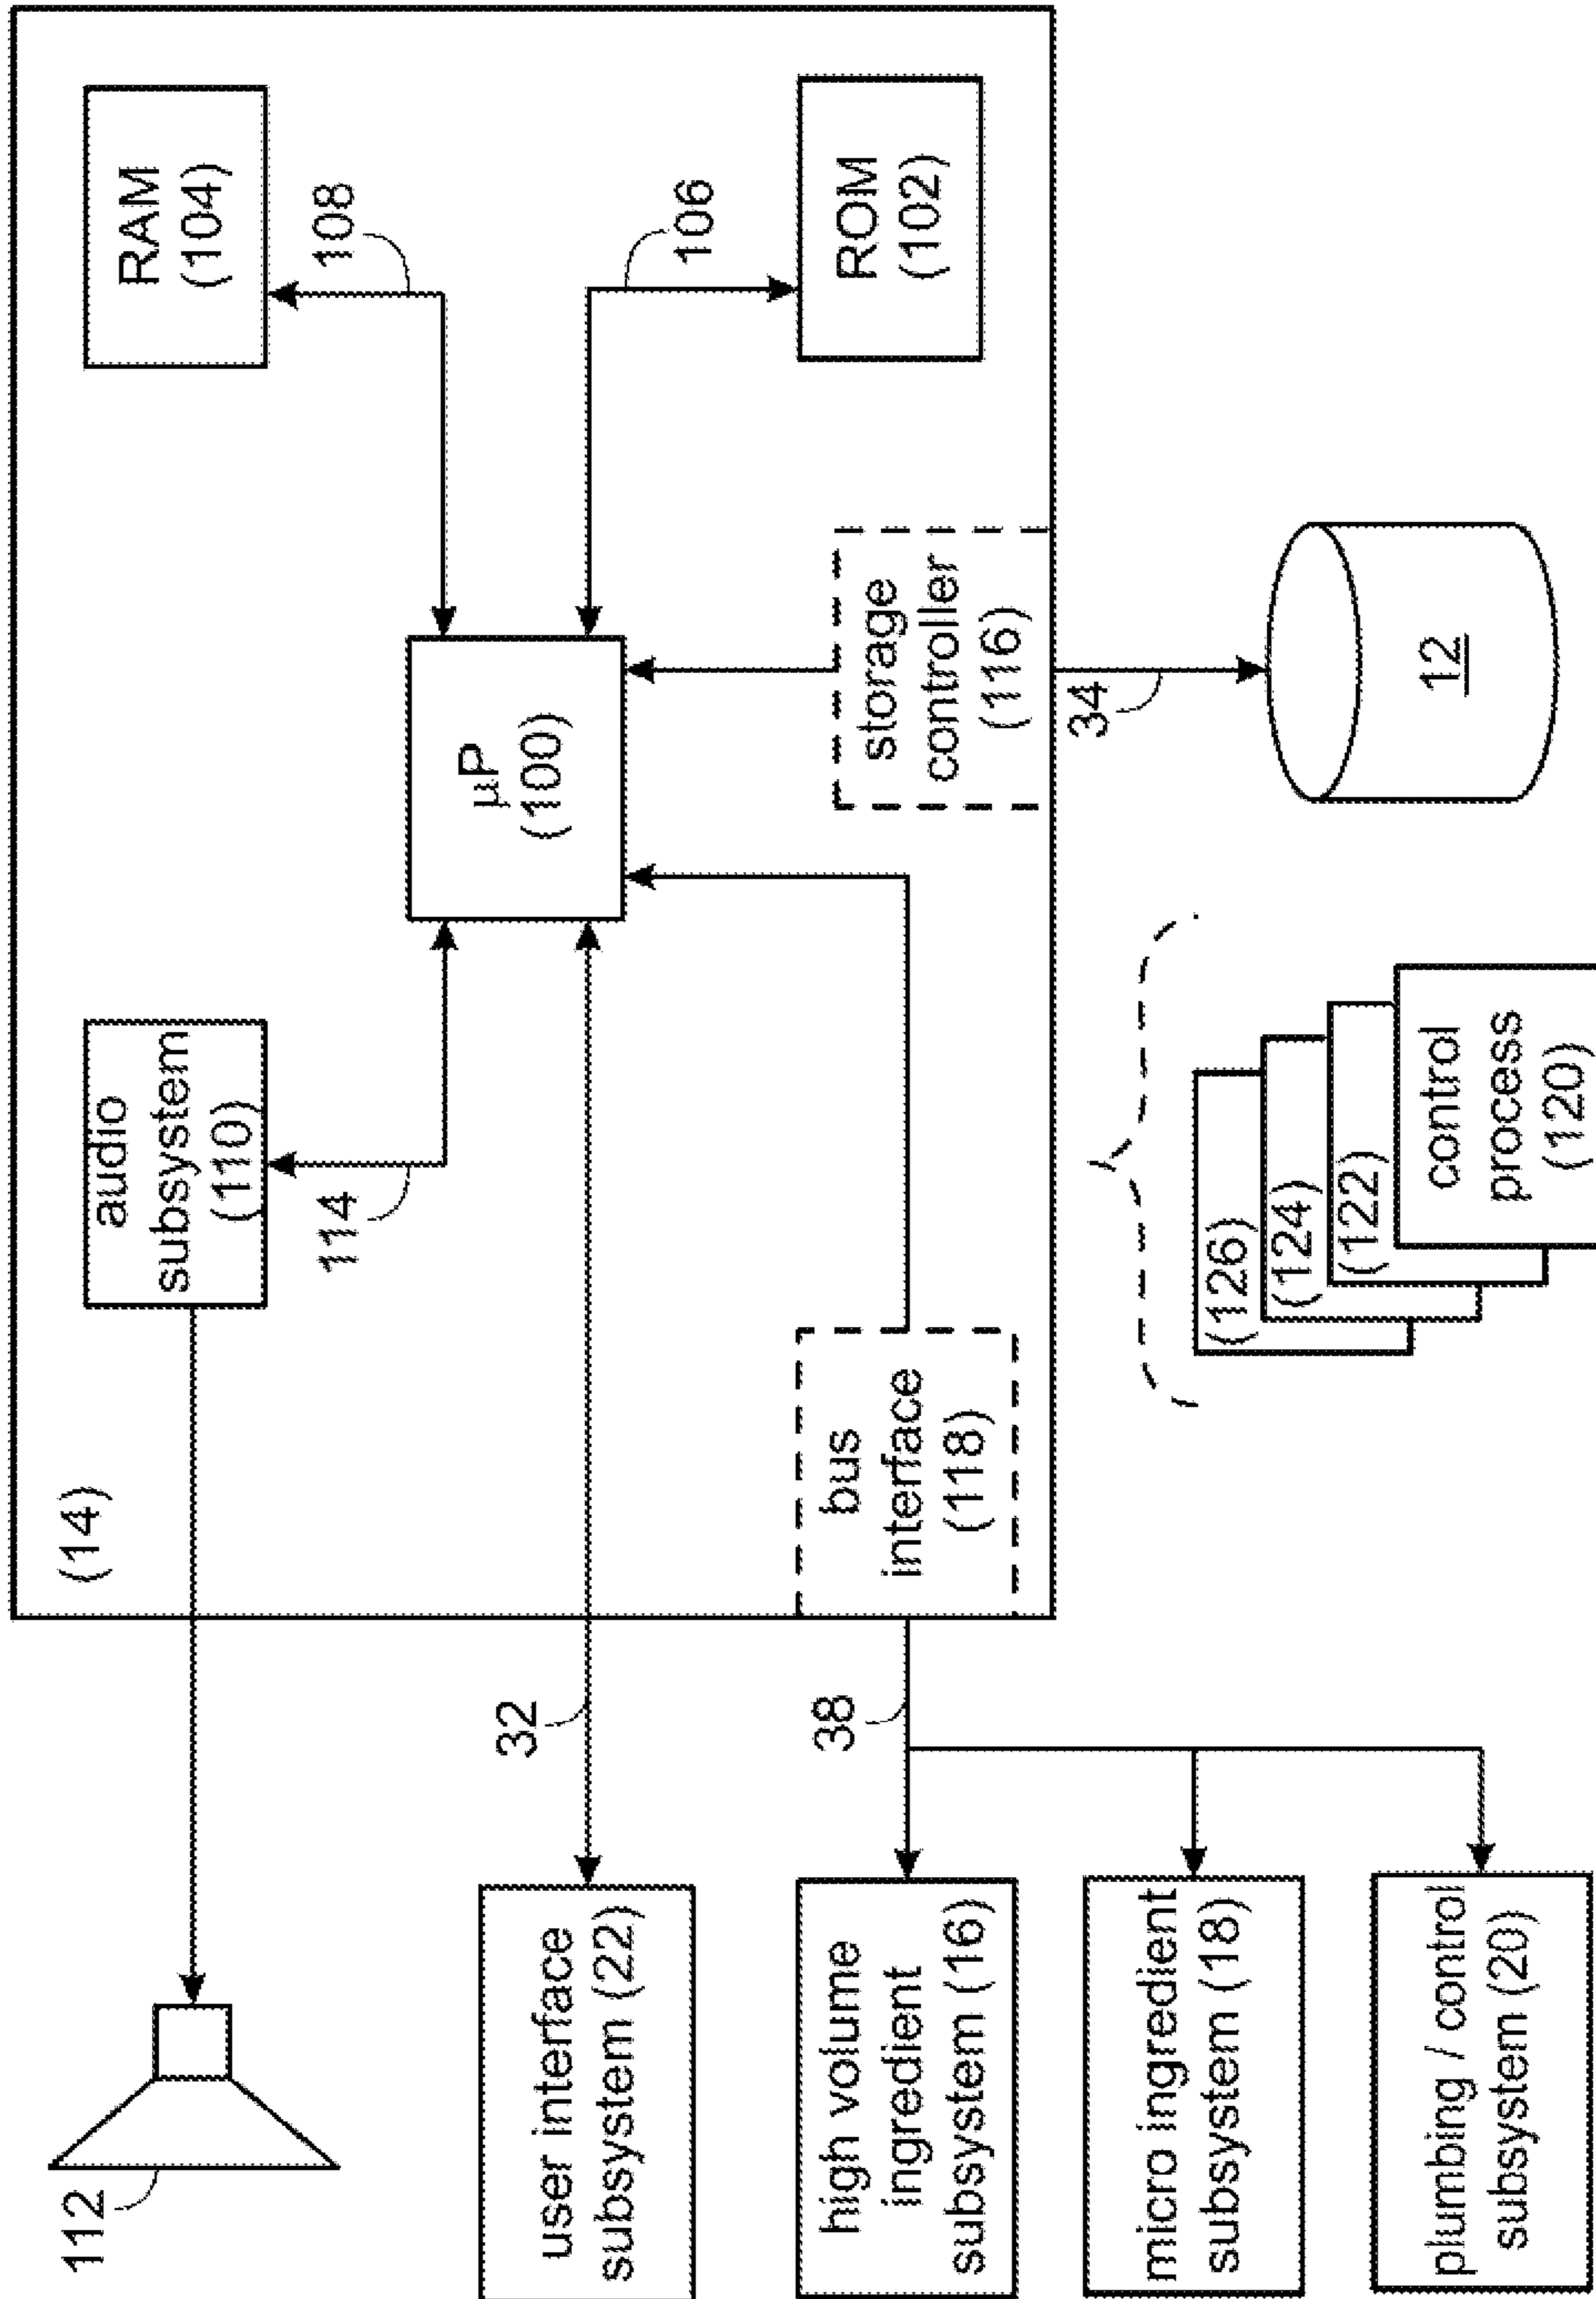 112
(14)
audio
subsystem
(110)
RAM
(104)
114
108
32
user interface
subsystem (22)
µP
(100)
106
38
high volume
ingredient
subsystem (16)
bus
interface
(118)
storage
controller
(116)
ROM
(102)
34
micro ingredient
subsystem (18)
(126)
(124)
(122)
control
process
(120)
12
plumbing / control
subsystem (20)